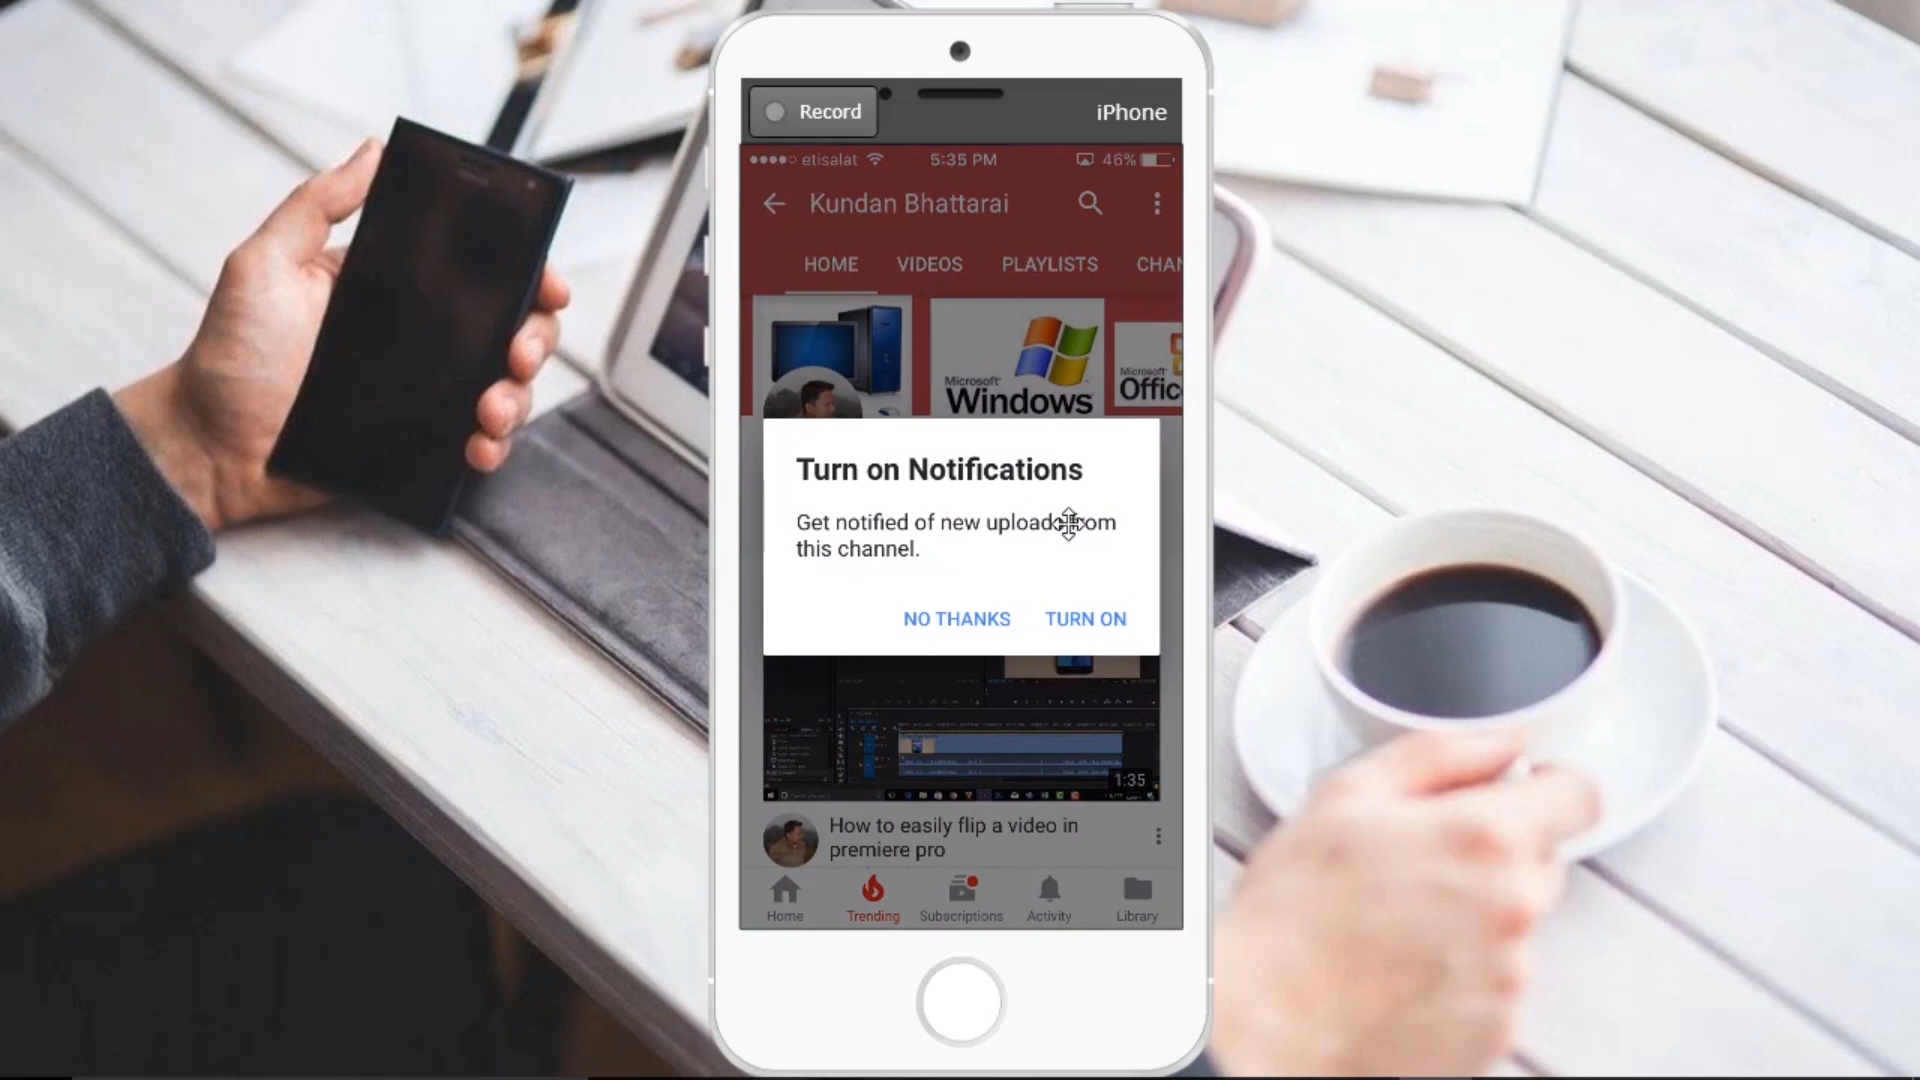 Record
iPhone
etisalat
5:35 PM
46%
Kundan Bhattarai
HOME VIDEOS PLAYLISTS CHAN
Microsoft
Windows
Microsoft
Offic
Turn on Notifications
Get notified of new upload om
this channel.
NO THANKS TURN ON
1:35
How to easily flip a video in
premiere pro
Home Trending Subscriptions Activity Library